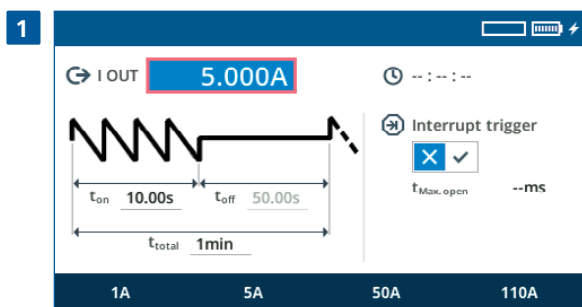 1
I OUT 5.000A
-- : -- : --
Interrupt trigger
ton 10.00s
toff 50.00s
tMax. open --ms
ttotal 1min
1A 5A 50A 110A